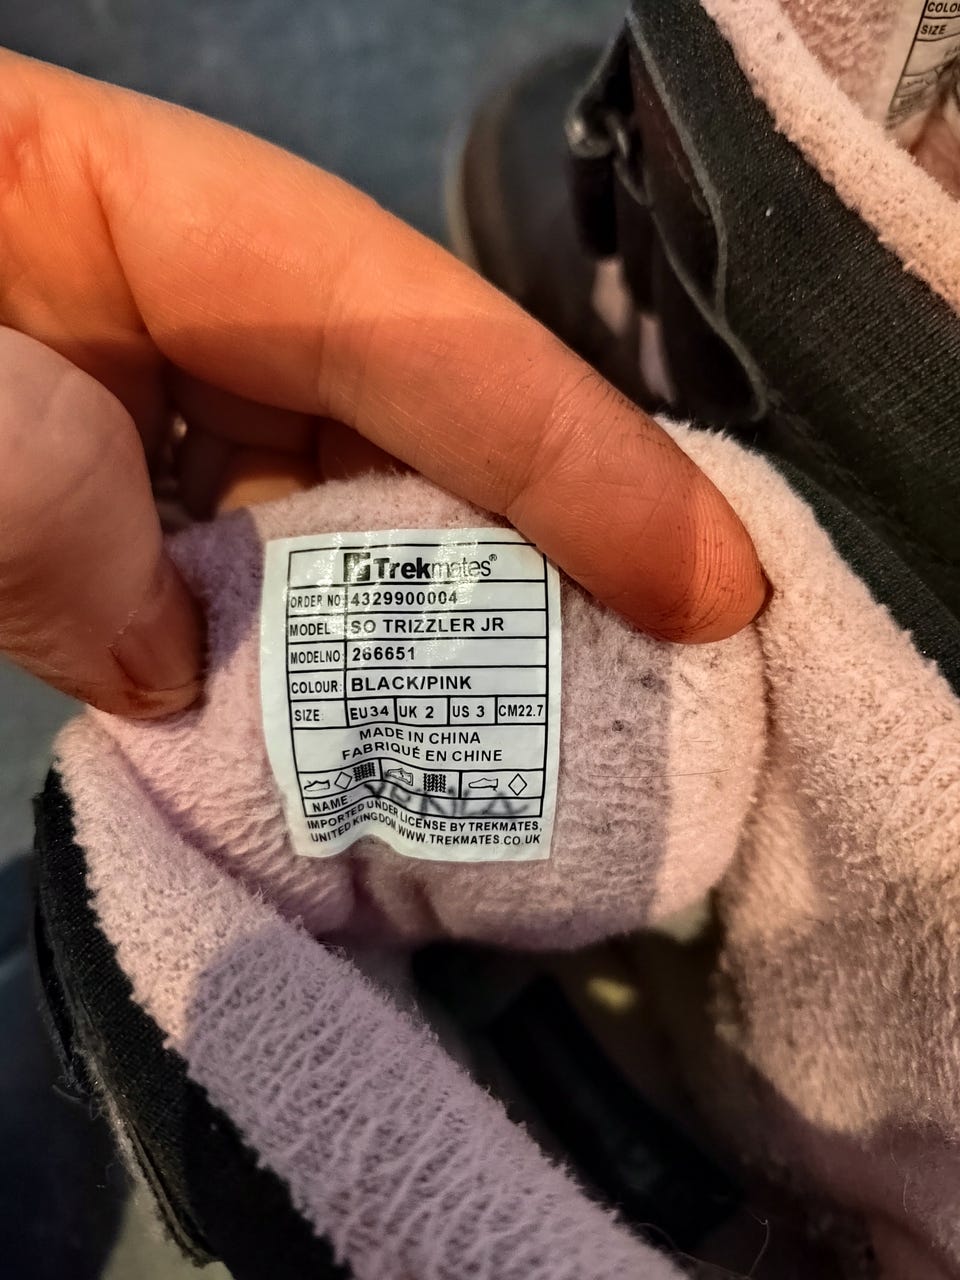 Trekmates®
ORDER NO: 4329900004
MODEL: SO TRIZZLER JR
MODELNO: 266651
COLOUR: BLACK/PINK
SIZE: EU34 UK 2 US 3 CM22.7
MADE IN CHINA
FABRIQUÉ EN CHINE
NAME:
IMPORTED UNDER LICENSE BY TREKMATES,
UNITED KINGDOM, WWW.TREKMATES.CO.UK
SIZE